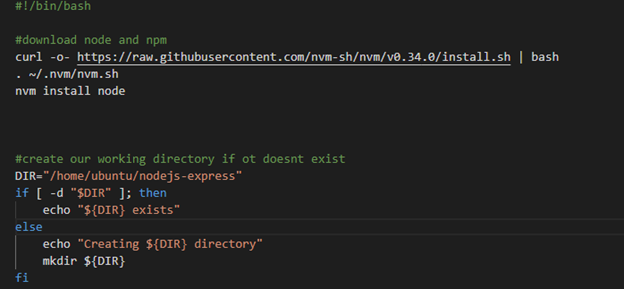 #!/bin/bash
#download node and npm
curl -o- https://raw.githubusercontent.com/nvm-sh/nvm/v0.34.0/install.sh | bash
. ~/.nvm/nvm.sh
nvm install node
#create our working directory if ot doesnt exist
DIR="/home/ubuntu/nodejs-express"
if [ -d "$DIR" ]; then
    echo "${DIR} exists"
else
    echo "Creating ${DIR} directory"
    mkdir ${DIR}
fi